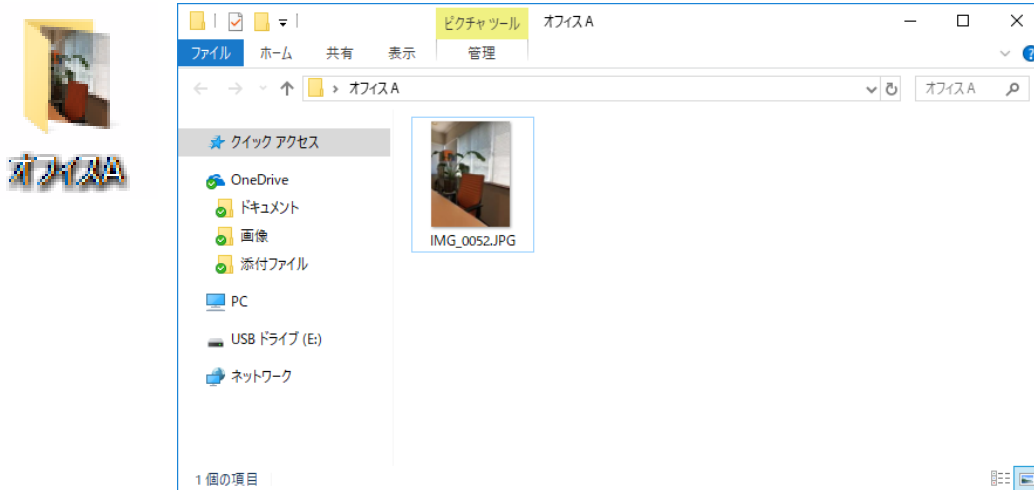 オフィスA
ピクチャ ツール オフィス A
ファイル ホーム 共有 表示 管理
オフィス A オフィス A
クイック アクセス
OneDrive
ドキュメント
画像
添付ファイル
PC
USB ドライブ (E:)
ネットワーク
IMG_0052.JPG
1 個の項目